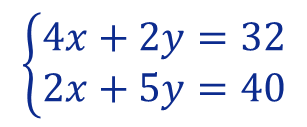 4x + 2y = 32
2x + 5y = 40